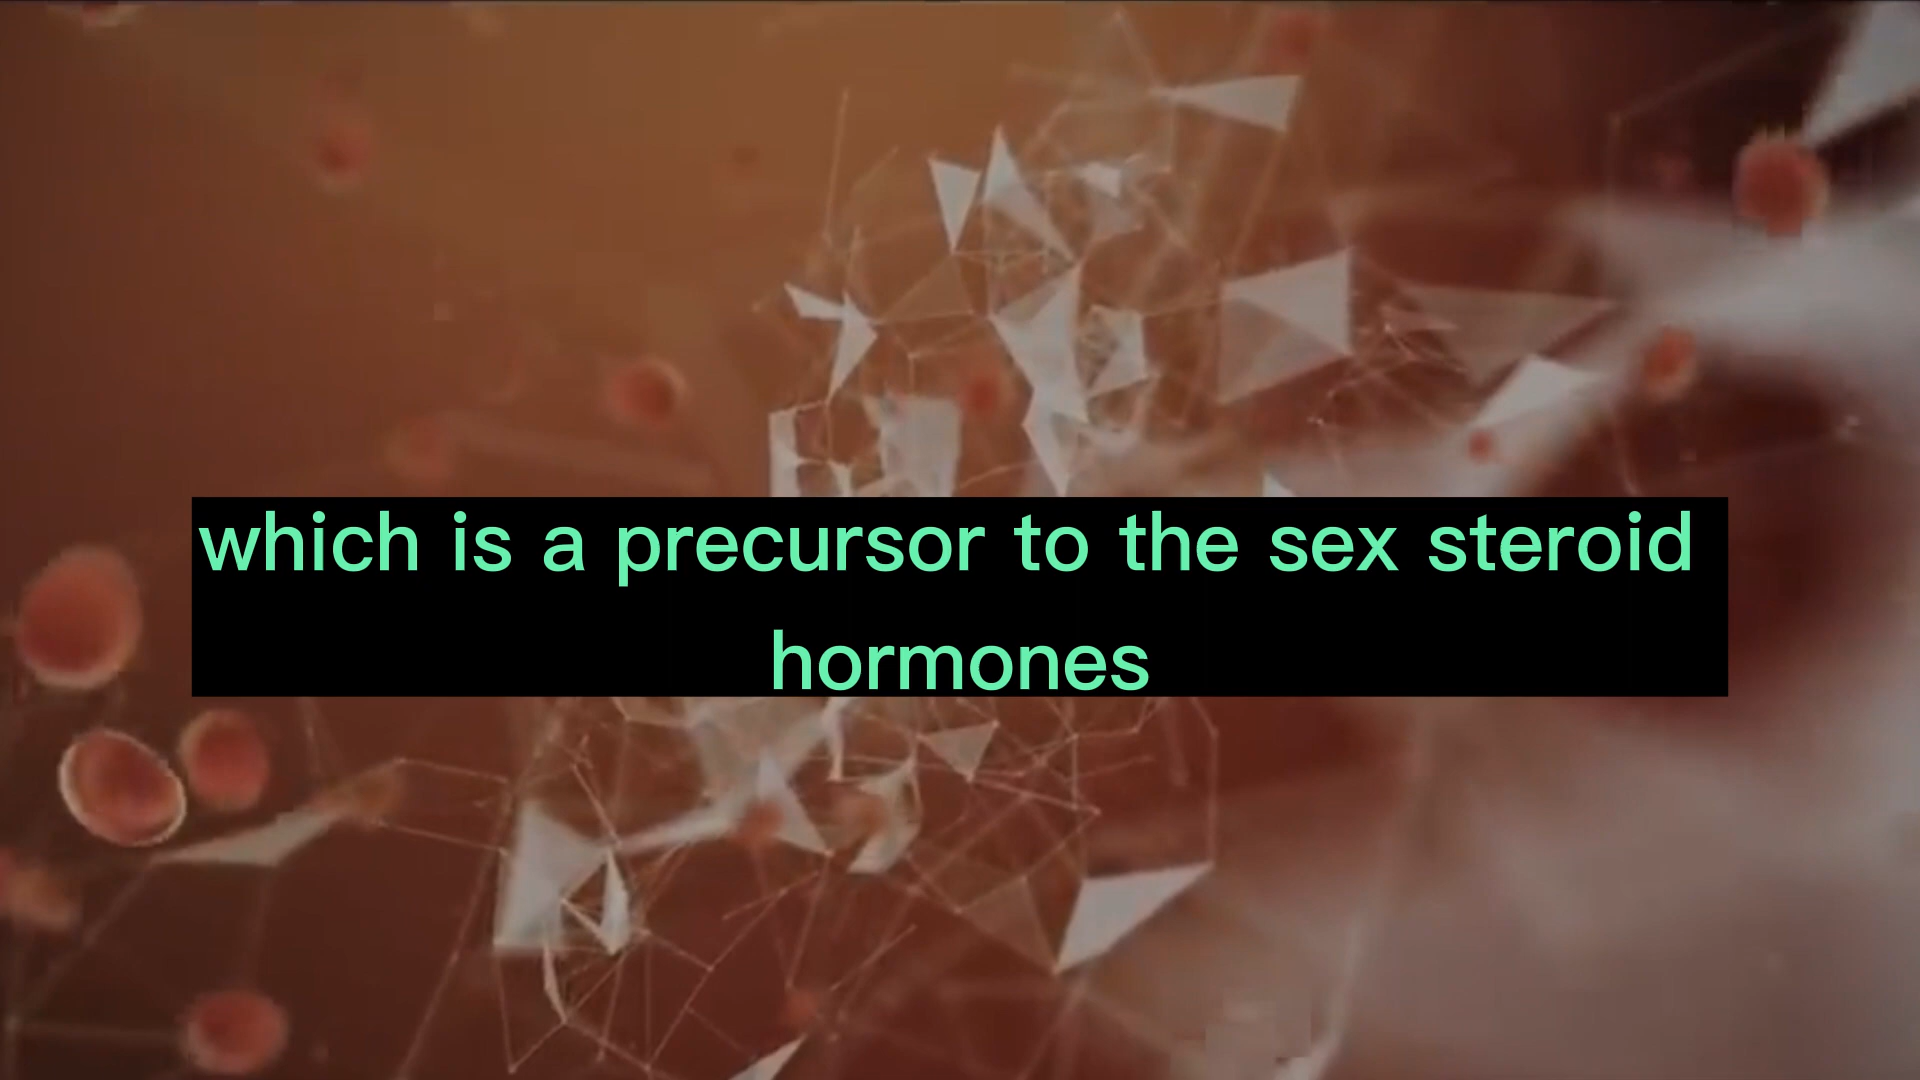 which is a precursor to the sex steroid
hormones